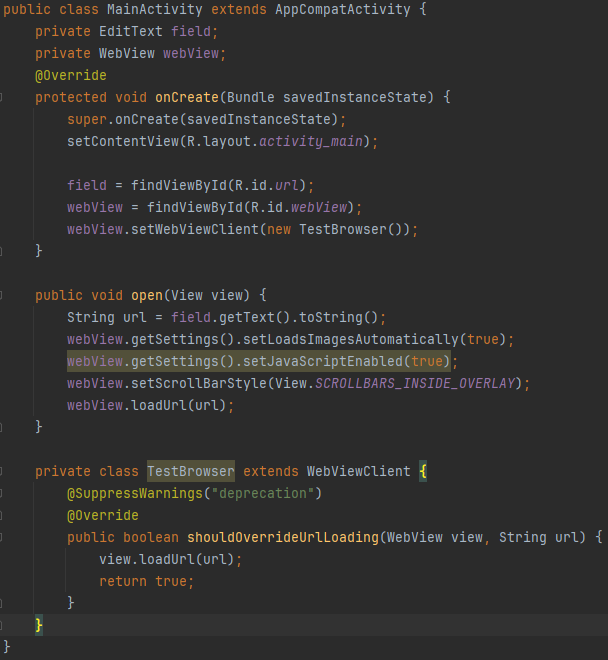 public class MainActivity extends AppCompatActivity {
    private EditText field;
    private WebView webView;
    @Override
    protected void onCreate(Bundle savedInstanceState) {
        super.onCreate(savedInstanceState);
        setContentView(R.layout.activity_main);

        field = findViewById(R.id.url);
        webView = findViewById(R.id.webView);
        webView.setWebViewClient(new TestBrowser());
    }

    public void open(View view) {
        String url = field.getText().toString();
        webView.getSettings().setLoadsImagesAutomatically(true);
        webView.getSettings().setJavaScriptEnabled(true);
        webView.setScrollBarStyle(View.SCROLLBARS_INSIDE_OVERLAY);
        webView.loadUrl(url);
    }

    private class TestBrowser extends WebViewClient {
        @SuppressWarnings("deprecation")
        @Override
        public boolean shouldOverrideUrlLoading(WebView view, String url) {
            view.loadUrl(url);
            return true;
        }
    }
}